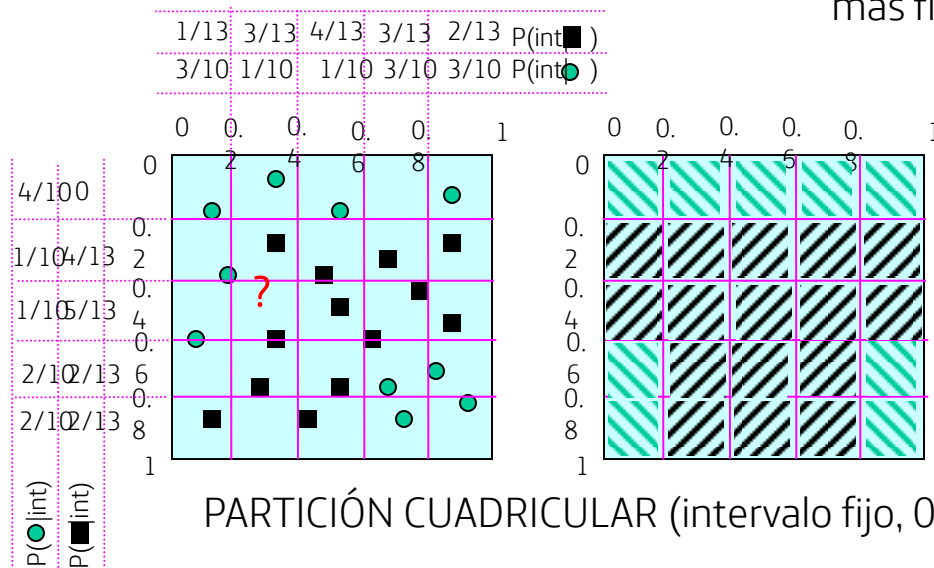 más fi
1/13 3/13 4/13 3/13 2/13 P(int|■ )
3/10 1/10 1/10 3/10 3/10 P(int|● )
0 0.2 0.4 0.6 0.8 1
0 0.2 0.4 0.6 0.8 1
0
0
4/10 0
0.2
0.2
1/10 4/13
?
0.4
0.4
1/10 5/13
0.6
0.6
2/10 2/13
0.8
0.8
2/10 2/13
1
1
P(●|int)
P(■|int)
PARTICIÓN CUADRICULAR (intervalo fijo, 0